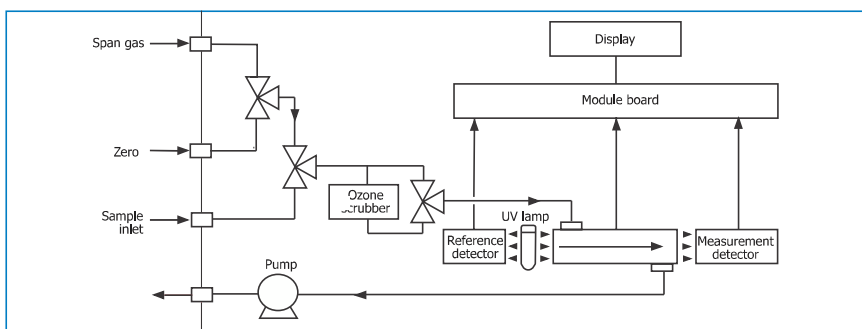 Span gas
Display
Module board
Zero
Ozone
scrubber
Sample
inlet
UV lamp
Reference
detector
Measurement
detector
Pump